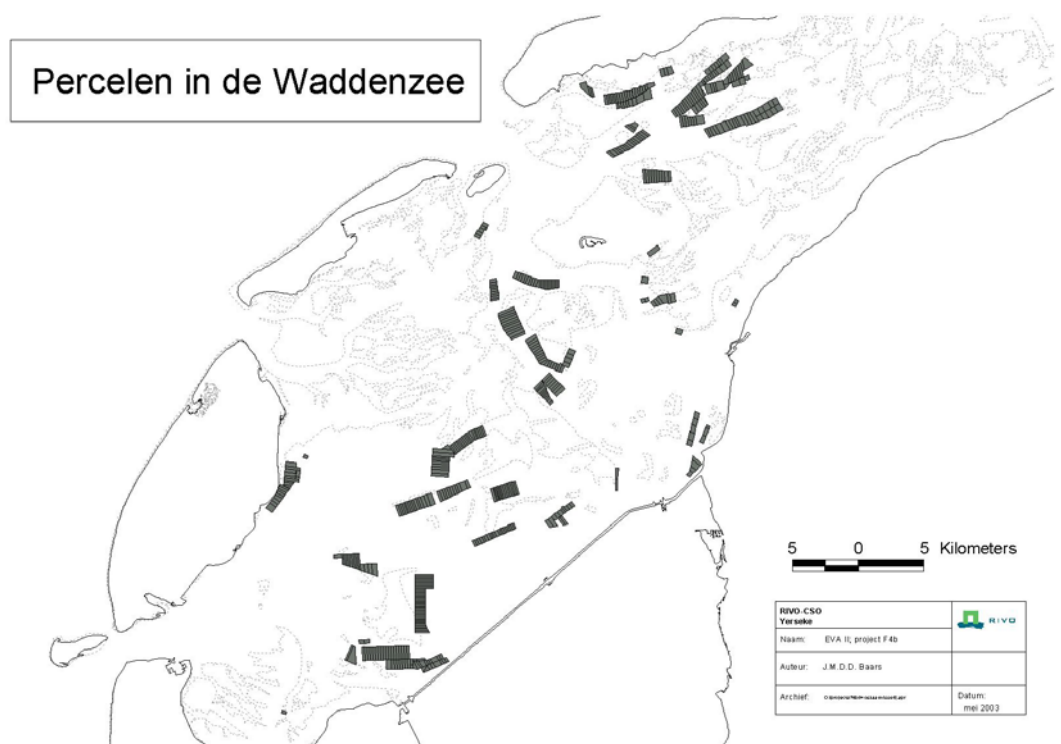 Percelen in de Waddenzee
5 0 5 Kilometers
RIVO-CSO
Yerseke
RIVO
Naam: EVA II; project F4b
Auteur: J.M.D.D. Baars
Archief:
Datum:
mei 2003